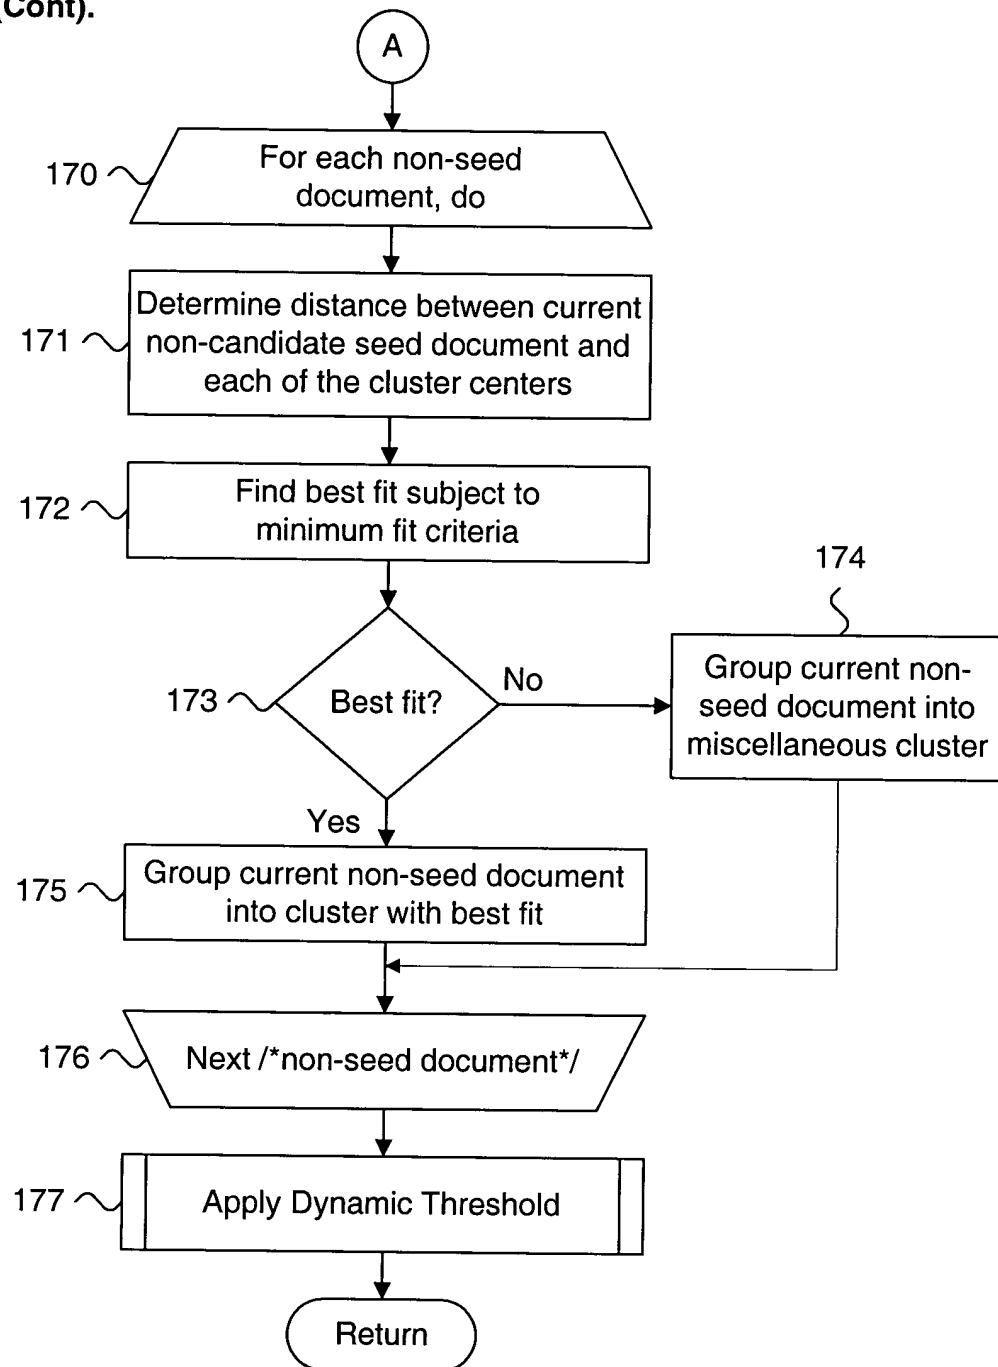 (Cont).
A
170
For each non-seed
document, do
171
Determine distance between current
non-candidate seed document and
each of the cluster centers
172
Find best fit subject to
minimum fit criteria
174
173
Best fit?
No
Group current non-
seed document into
miscellaneous cluster
Yes
175
Group current non-seed document
into cluster with best fit
176
Next /*non-seed document*/
177
Apply Dynamic Threshold
Return